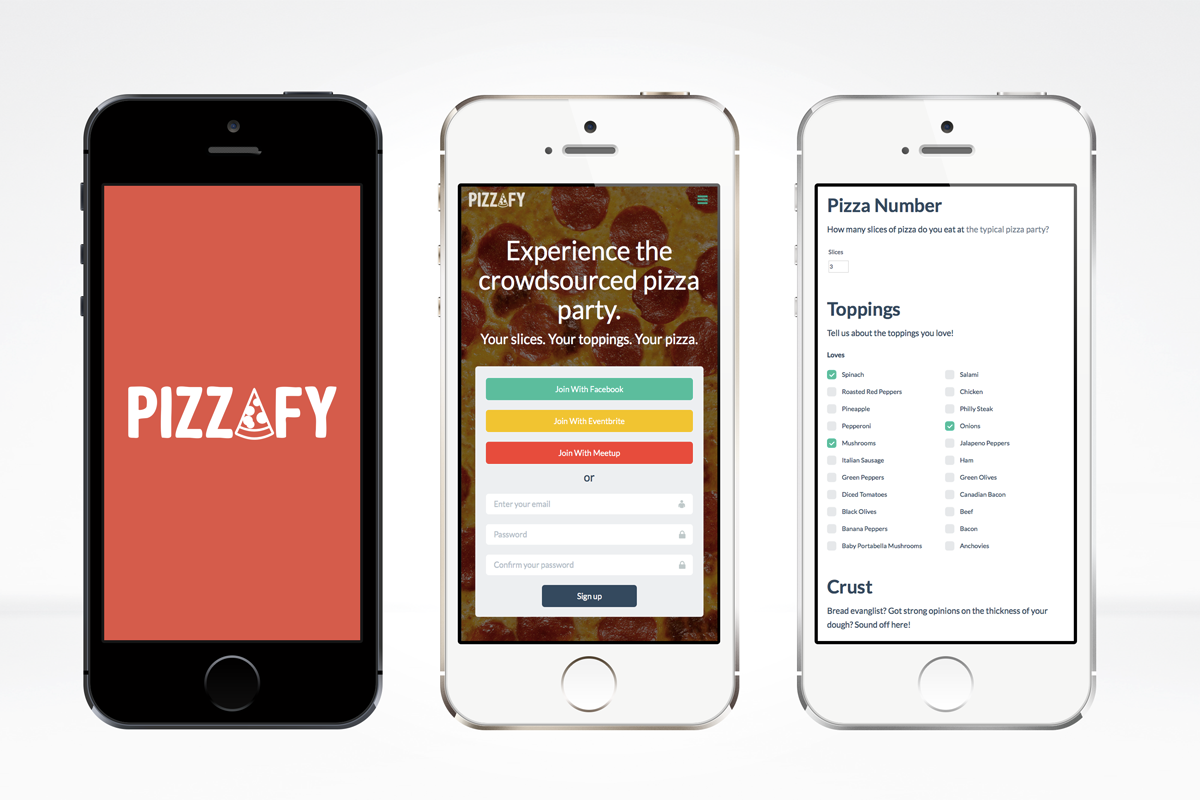 PIZZAFY
PIZZAFY
Experience the
crowdsourced pizza
party.
Your slices. Your toppings. Your pizza.
Join With Facebook
Join With Eventbrite
Join With Meetup
or
Enter your email
Password
Confirm your password
Sign up
Pizza Number
How many slices of pizza do you eat at the typical pizza party?
Slices
3
Toppings
Tell us about the toppings you love!
Loves
Spinach
Roasted Red Peppers
Pineapple
Pepperoni
Mushrooms
Italian Sausage
Green Peppers
Diced Tomatoes
Black Olives
Banana Peppers
Baby Portabella Mushrooms
Salami
Chicken
Philly Steak
Onions
Jalapeno Peppers
Ham
Green Olives
Canadian Bacon
Beef
Bacon
Anchovies
Crust
Bread evanglist? Got strong opinions on the thickness of your
dough? Sound off here!